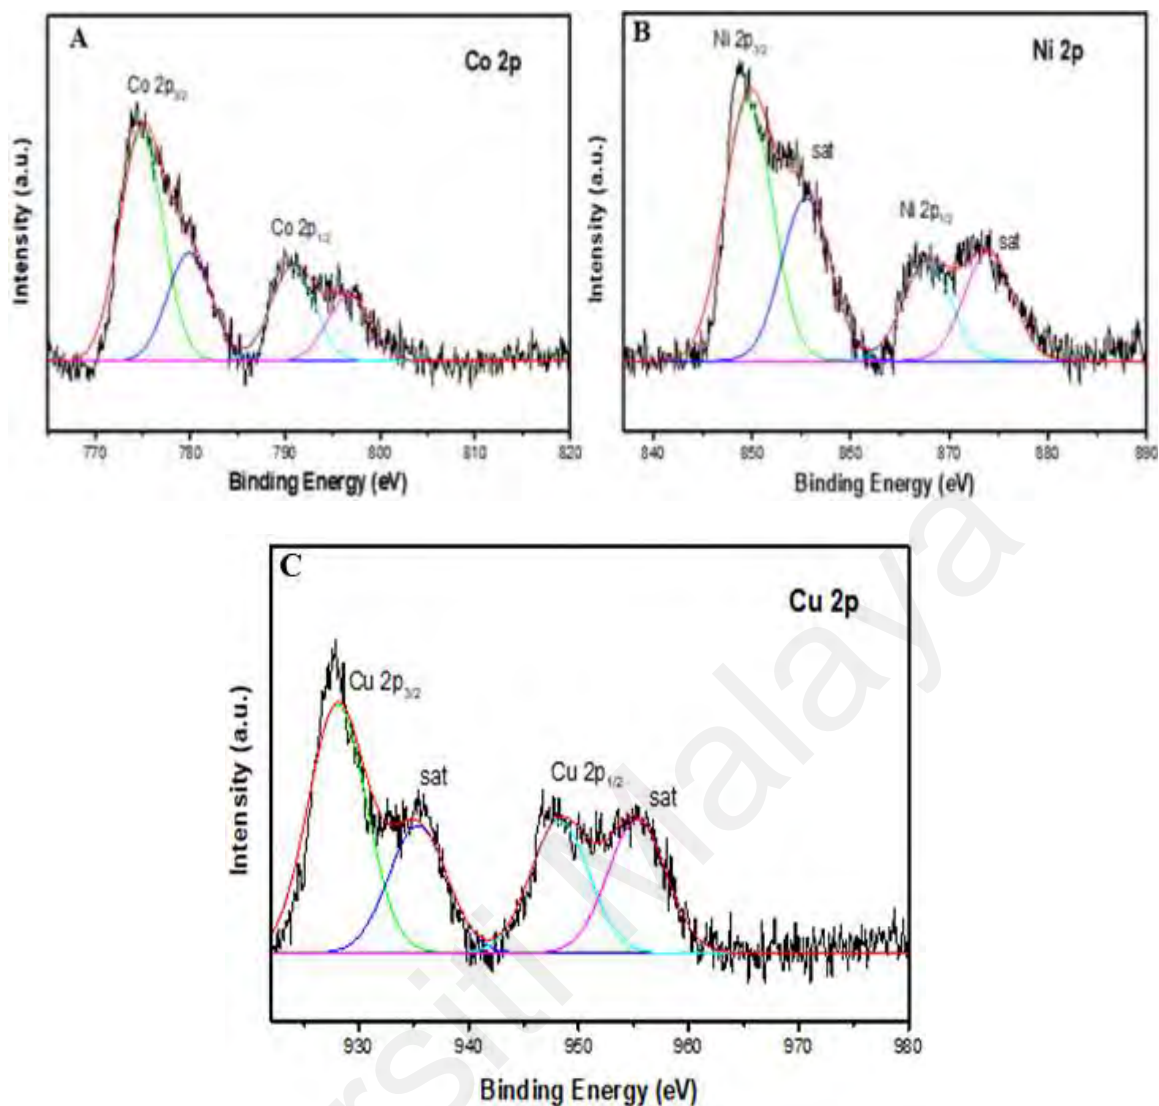 A
Co 2p
Co 2p3/2
Co 2p1/2
Intensity (a.u.)
770 780 790 800 810 820
Binding Energy (eV)
B
Ni 2p
Ni 2p3/2
sat
Ni 2p1/2
sat
Intensity (a.u.)
840 850 860 870 880 890
Binding Energy (eV)
C
Cu 2p
Cu 2p3/2
sat
Cu 2p1/2
sat
Intensity (a.u.)
930 940 950 960 970 980
Binding Energy (eV)
rsiti Malaya